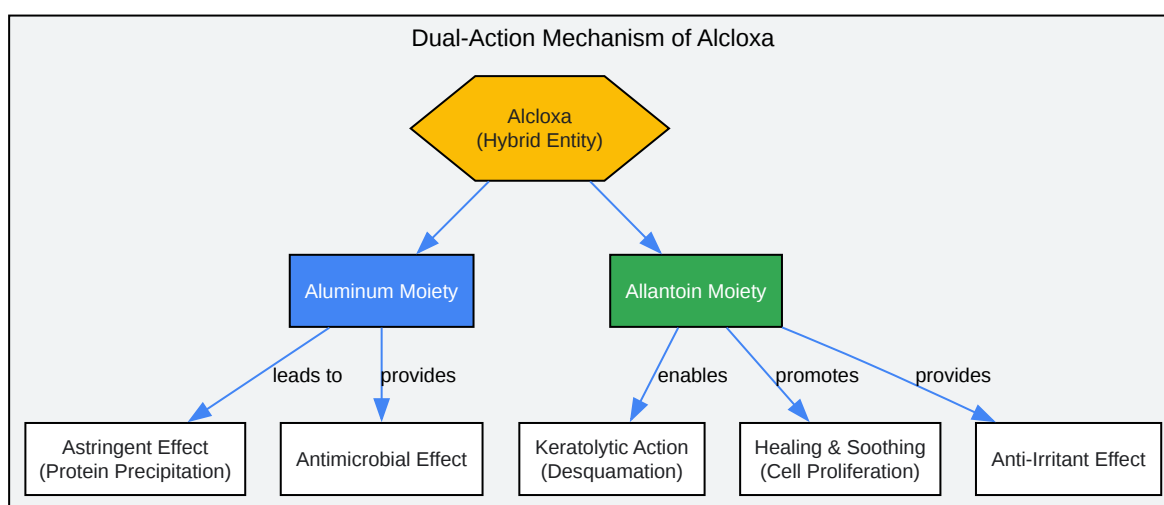 Dual-Action Mechanism of Alcloxa
Alcloxa
(Hybrid Entity)
Aluminum Moiety
Allantoin Moiety
leads to
provides
enables
promotes
provides
Astringent Effect
(Protein Precipitation)
Antimicrobial Effect
Keratolytic Action
(Desquamation)
Healing & Soothing
(Cell Proliferation)
Anti-Irritant Effect